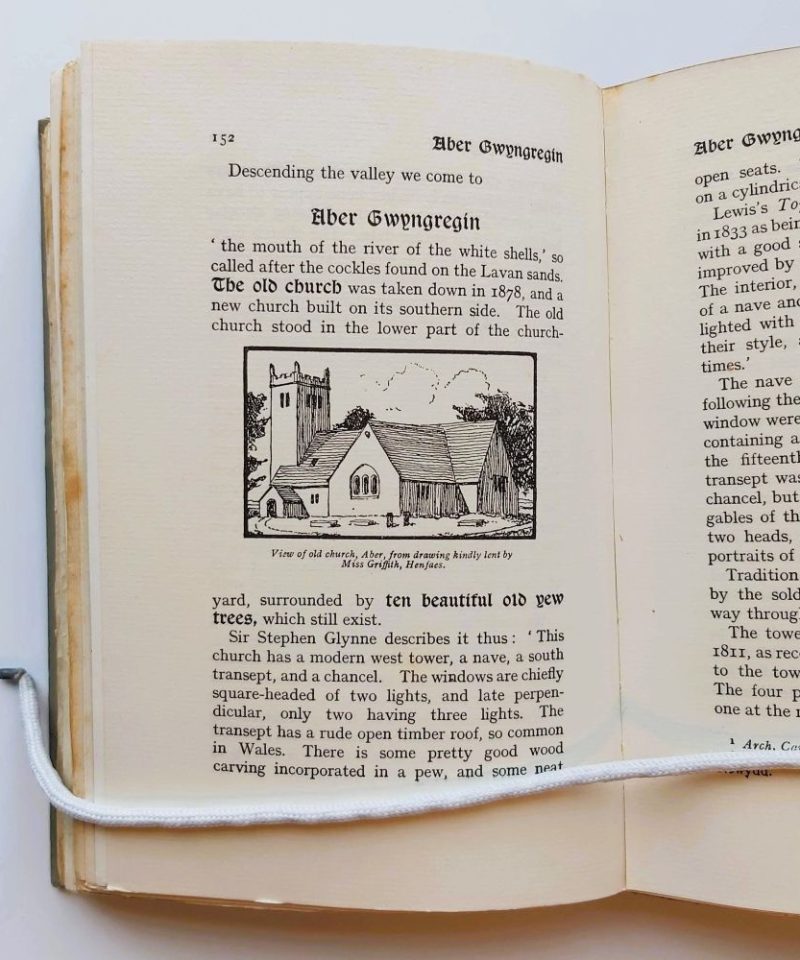 152
Aber Gwyngregin
Descending the valley we come to
Aber Gwyngregin
‘ the mouth of the river of the white shells,’ so
called after the cockles found on the Lavan sands.
The old church was taken down in 1878, and a
new church built on its southern side. The old
church stood in the lower part of the church-
View of old church, Aber, from drawing kindly lent by
Miss Griffith, Henfaes.
yard, surrounded by ten beautiful old yew
trees, which still exist.
Sir Stephen Glynne describes it thus : ‘ This
church has a modern west tower, a nave, a south
transept, and a chancel. The windows are chiefly
square-headed of two lights, and late perpen-
dicular, only two having three lights. The
transept has a rude open timber roof, so common
in Wales. There is some pretty good wood
carving incorporated in a pew, and some neat
Aber
open seats.
on a cylindric
Lewis's
in 1833 as
with a good
improved by
The interior,
of a nave
lighted with
their style,
times.’
The nave
following the
window were
containing a
the
transept was
chancel, but
gables of
two heads,
portraits of
Tradition
by the
way
The
1811, as
to the
The four
one at the
1 Arch.